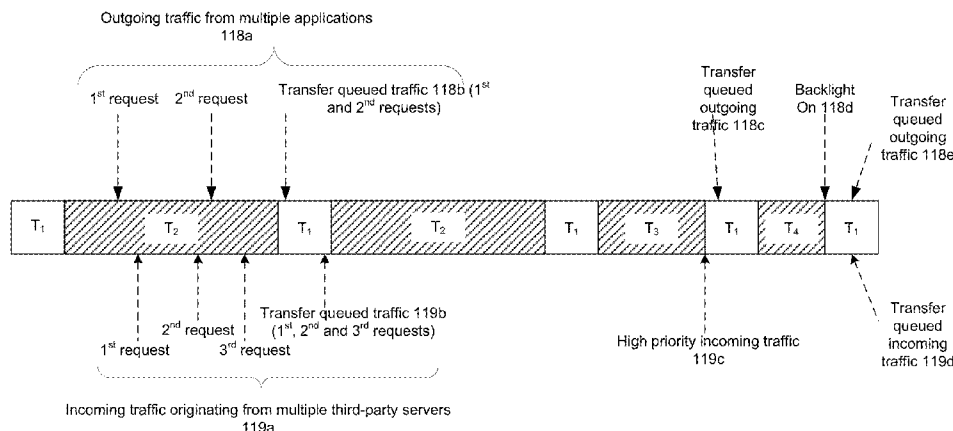 Outgoing traffic from multiple applications
118a
1st request
2nd request
Transfer queued traffic 118b (1st
and 2nd requests)
Transfer
queued
outgoing
traffic 118c
Backlight
On 118d
Transfer
queued
outgoing
traffic 118e
T1
T2
T1
T2
T1
T3
T1
T4
T1
1st request
2nd request
3rd request
Transfer queued traffic 119b
(1st, 2nd and 3rd requests)
High priority incoming traffic
119c
Transfer
queued
incoming
traffic 119d
Incoming traffic originating from multiple third-party servers
119a